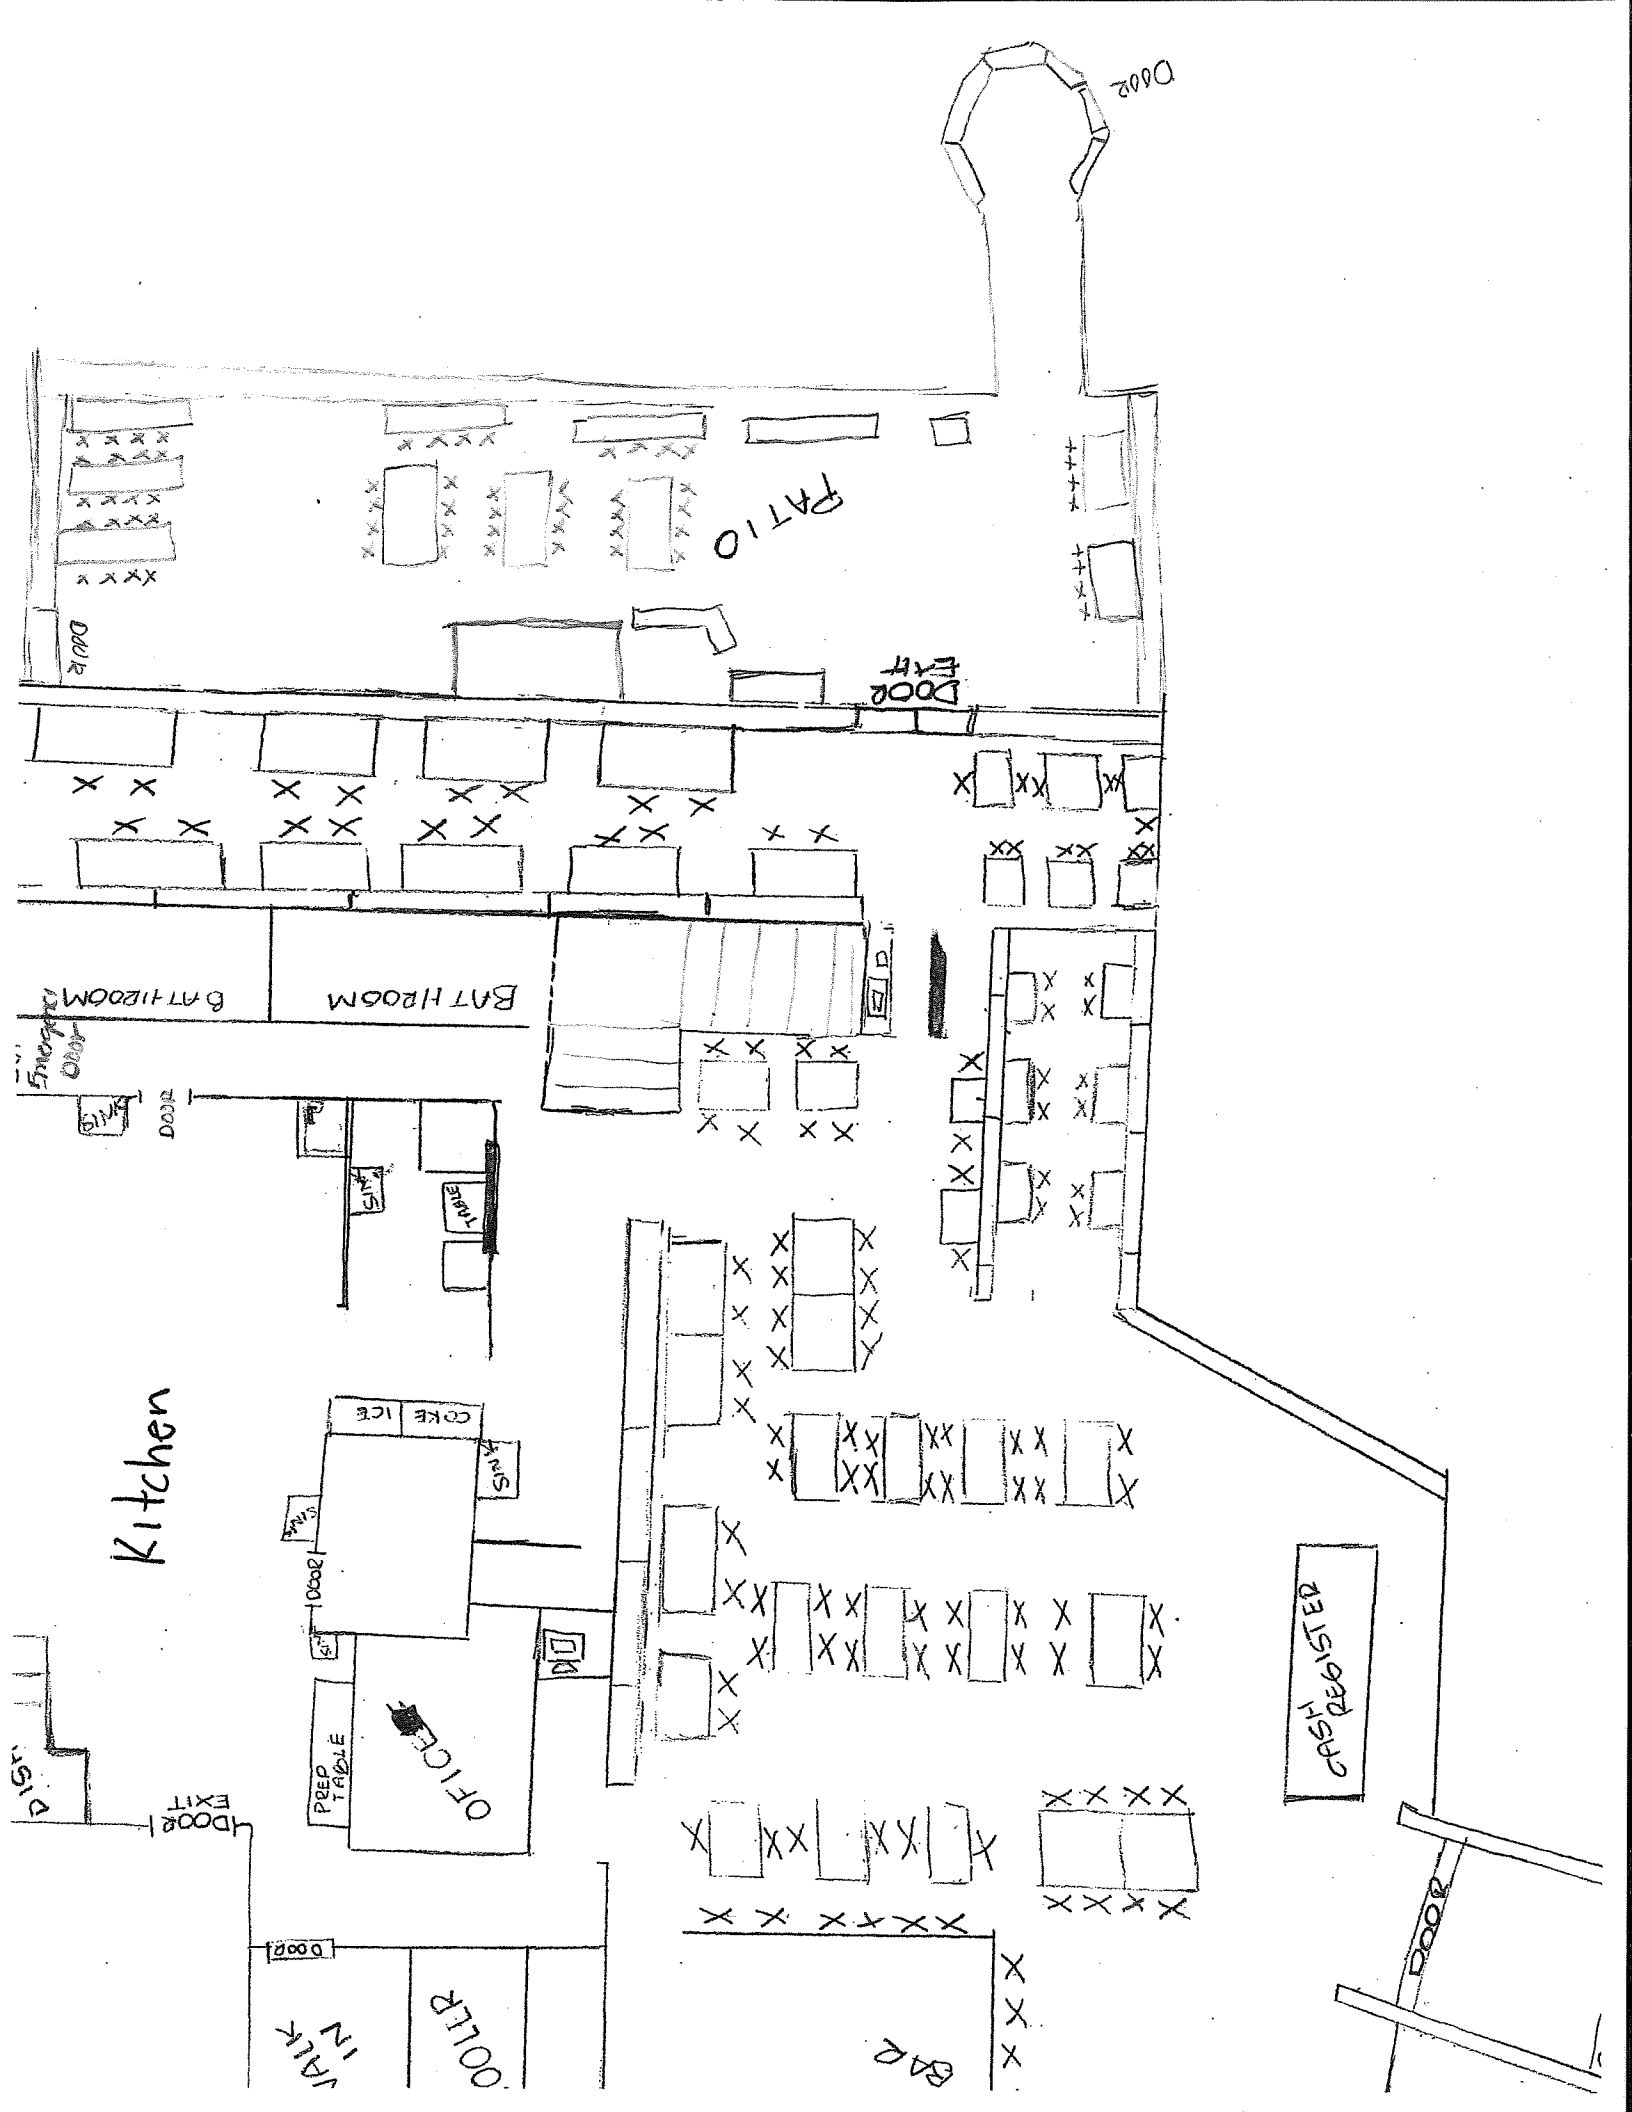 DOOR
PATIO
DOOR
DOOR
EXIT
BATHROOM
BATHROOM
Emergency
Door
SINK
DOOR
SINK
TABLE
Kitchen
ICE
COKE
SINK
SINK
DOOR
PREP
TABLE
OFFICE
CASH
REGISTER
DOOR
EXIT
DOOR
DOOR
WALK
IN
BAR